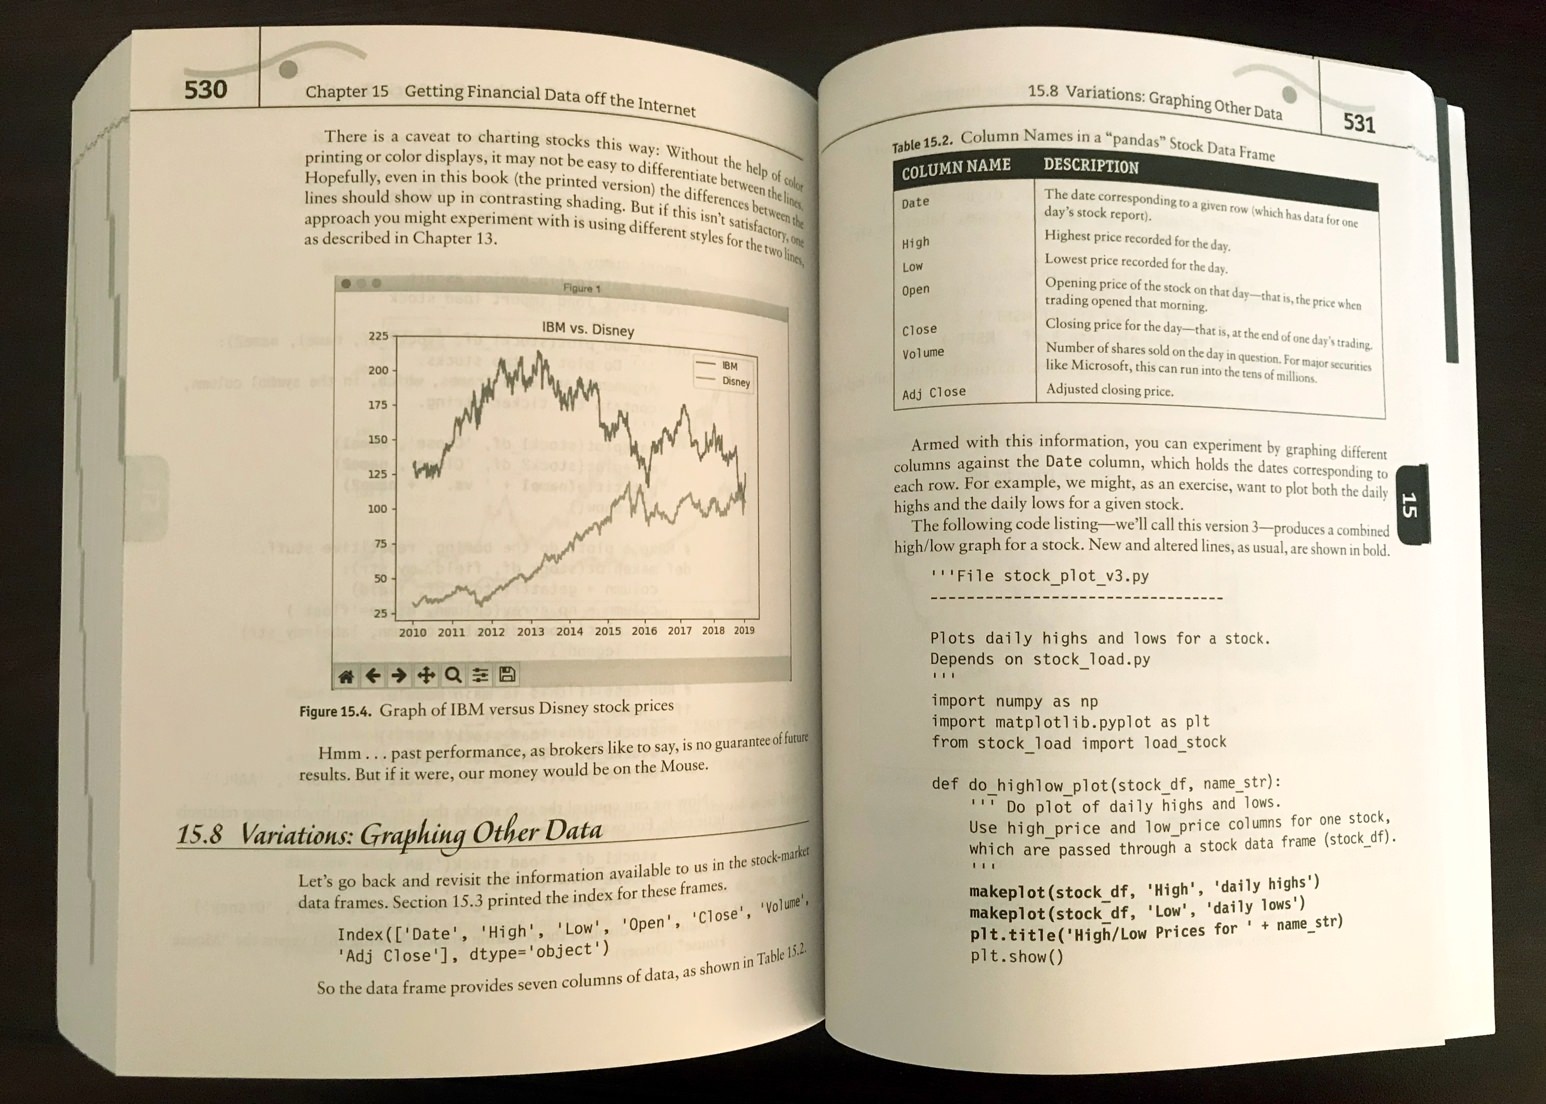 530
Chapter 15 Getting Financial Data off the Internet
There is a caveat to charting stocks this way: Without the help of color
printing or color displays, it may not be easy to differentiate between the lines.
Hopefully, even in this book (the printed version) the differences between the
lines should show up in contrasting shading. But if this isn't satisfactory, one
approach you might experiment with is using different styles for the two lines,
as described in Chapter 13.
Figure 1
IBM vs. Disney
IBM
Disney
225
200
175
150
125
100
75
50
25
2010 2011 2012 2013 2014 2015 2016 2017 2018 2019
Figure 15.4. Graph of IBM versus Disney stock prices
Hmm . . . past performance, as brokers like to say, is no guarantee of future
results. But if it were, our money would be on the Mouse.
15.8 Variations: Graphing Other Data
Let's go back and revisit the information available to us in the stock-market
data frames. Section 15.3 printed the index for these frames.
Index(['Date', 'High', 'Low', 'Open', 'Close', 'Volume',
'Adj Close'], dtype='object')
So the data frame provides seven columns of data, as shown in Table 15.2.
15.8 Variations: Graphing Other Data
531
Table 15.2. Column Names in a "pandas" Stock Data Frame
COLUMN NAME DESCRIPTION
Date The date corresponding to a given row (which has data for one
day's stock report).
High Highest price recorded for the day.
Low Lowest price recorded for the day.
Open Opening price of the stock on that day—that is, the price when
trading opened that morning.
Close Closing price for the day—that is, at the end of one day's trading.
Volume Number of shares sold on the day in question. For major securities
like Microsoft, this can run into the tens of millions.
Adj Close Adjusted closing price.
Armed with this information, you can experiment by graphing different
columns against the Date column, which holds the dates corresponding to
each row. For example, we might, as an exercise, want to plot both the daily
highs and the daily lows for a given stock.
The following code listing—we'll call this version 3—produces a combined
high/low graph for a stock. New and altered lines, as usual, are shown in bold.
15
'''File stock_plot_v3.py
--------------------------------
Plots daily highs and lows for a stock.
Depends on stock_load.py
'''
import numpy as np
import matplotlib.pyplot as plt
from stock_load import load_stock
def do_highlow_plot(stock_df, name_str):
''' Do plot of daily highs and lows.
Use high_price and low_price columns for one stock,
which are passed through a stock data frame (stock_df).
'''
makeplot(stock_df, 'High', 'daily highs')
makeplot(stock_df, 'Low', 'daily lows')
plt.title('High/Low Prices for ' + name_str)
plt.show()